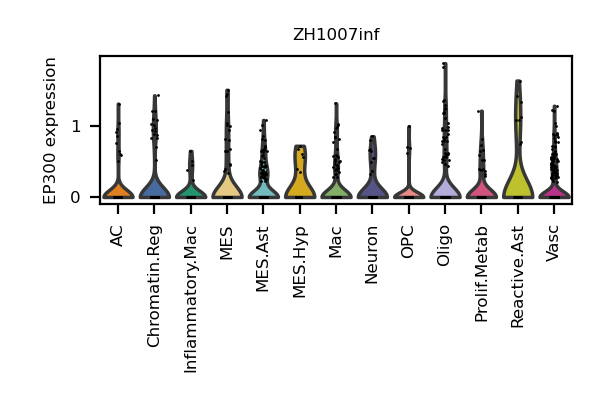 ZH1007inf
EP300 expression
1
0
AC
Chromatin.Reg
Inflammatory.Mac
MES
MES.Ast
MES.Hyp
Mac
Neuron
OPC
Oligo
Prolif.Metab
Reactive.Ast
Vasc